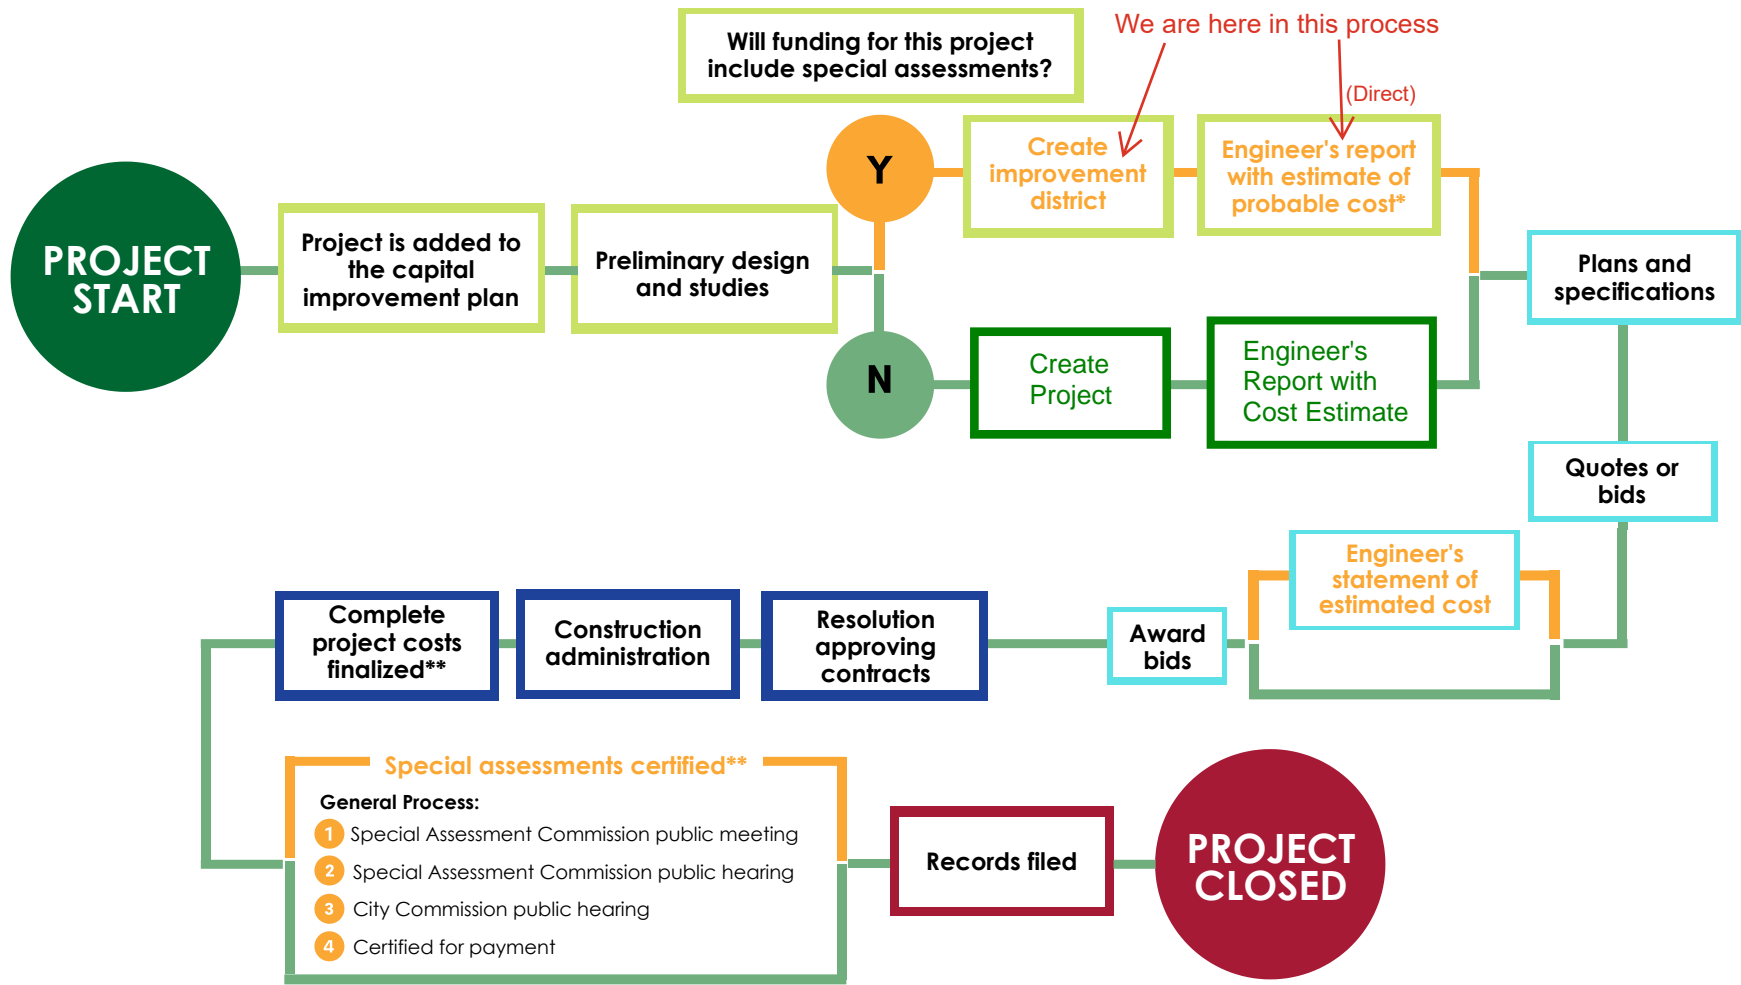 Will funding for this project
include special assessments?
We are here in this process
(Direct)
PROJECT
START
Project is added to
the capital
improvement plan
Preliminary design
and studies
Y
Create
improvement
district
Engineer's report
with estimate of
probable cost*
N
Create
Project
Engineer's
Report with
Cost Estimate
Plans and
specifications
Quotes or
bids
Engineer's
statement of
estimated cost
Award
bids
Resolution
approving
contracts
Construction
administration
Complete
project costs
finalized**
Special assessments certified**
General Process:
1 Special Assessment Commission public meeting
2 Special Assessment Commission public hearing
3 City Commission public hearing
4 Certified for payment
Records filed
PROJECT
CLOSED